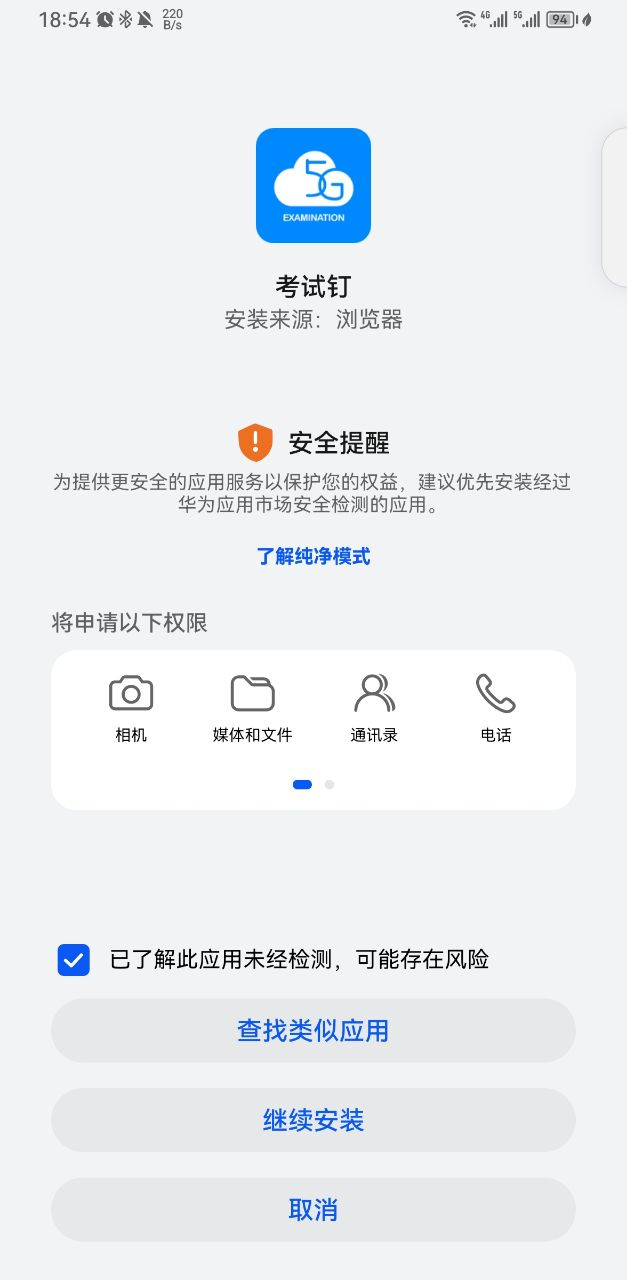 18:54 220 B/s 4G 5G 94
5G
EXAMINATION
考试钉
安装来源：浏览器
安全提醒
为提供更安全的应用服务以保护您的权益，建议优先安装经过
华为应用市场安全检测的应用。
了解纯净模式
将申请以下权限
相机 媒体和文件 通讯录 电话
已了解此应用未经检测，可能存在风险
查找类似应用
继续安装
取消